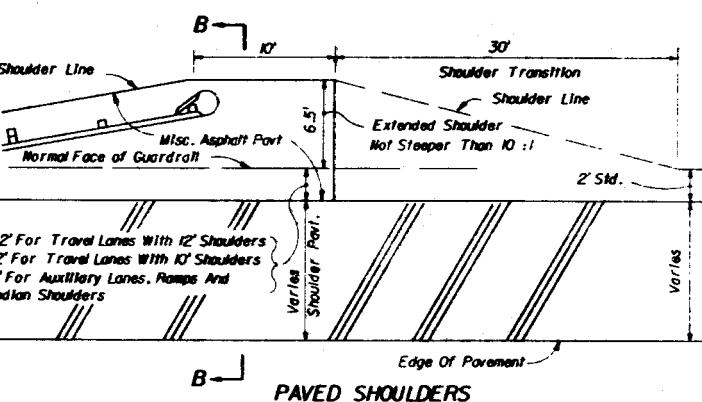 B
10'
30'
Shoulder Line
Shoulder Transition
Shoulder Line
6.5'
Extended Shoulder
Not Steeper Than 10 :1
Misc. Asphalt Pavt
Normal Face of Guardrail
2' Std.
2' For Travel Lanes With 12' Shoulders
2' For Travel Lanes With 10' Shoulders
' For Auxiliary Lanes. Ramps And
dian Shoulders
Varies
Shoulder Pavt.
Varies
Edge Of Pavement
B
PAVED SHOULDERS